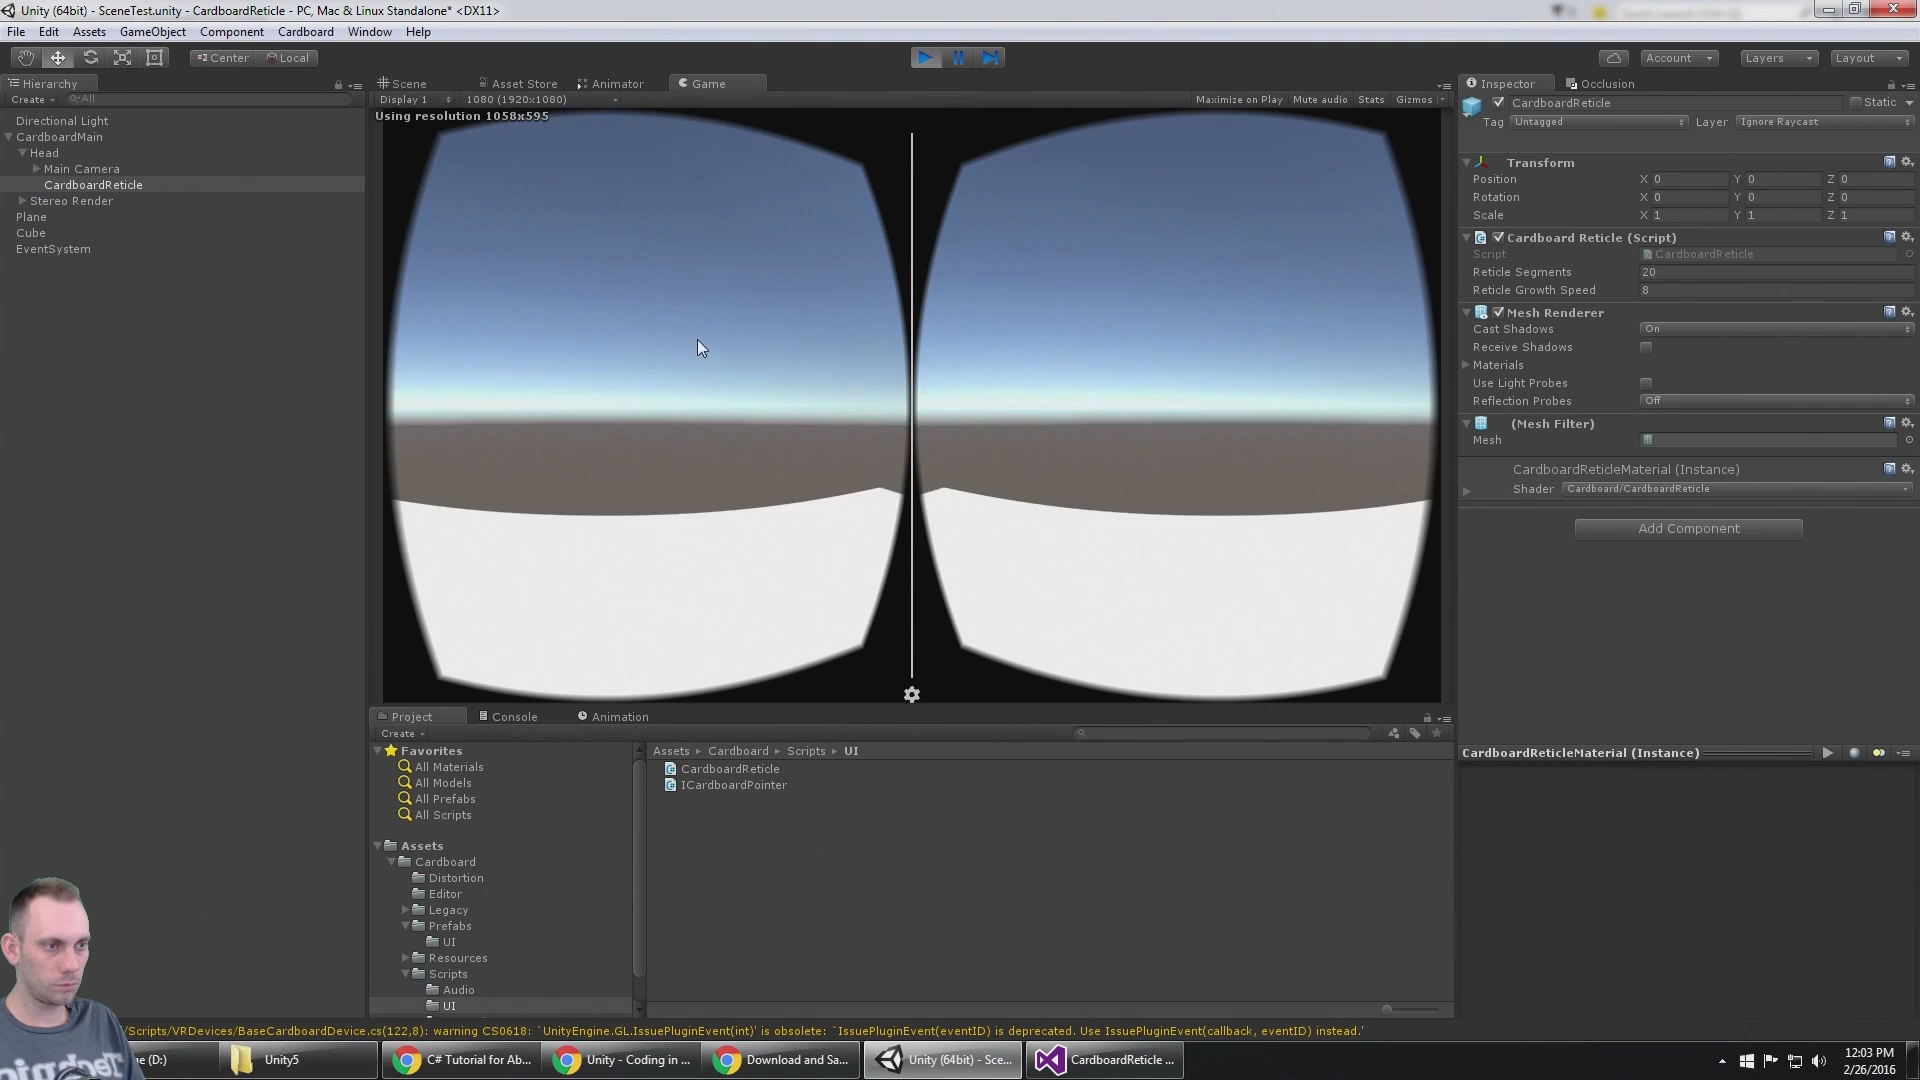 Unity (64bit) - SceneTest.unity - CardboardReticle - PC, Mac & Linux Standalone* <DX11>
File Edit Assets GameObject Component Cardboard Window Help
Center Local Account Layers Layout
Hierarchy
Create All
Directional Light
CardboardMain
Head
Main Camera
CardboardReticle
Stereo Render
Plane
Cube
EventSystem
Scene Asset Store Animator Game
Display 1 1080 (1920x1080) Maximize on Play Mute audio Stats Gizmos
Using resolution 1058x595
Inspector Occlusion
CardboardReticle Static
Tag Untagged Layer Ignore Raycast
Transform
Position X 0 Y 0 Z 0
Rotation X 0 Y 0 Z 0
Scale X 1 Y 1 Z 1
Cardboard Reticle (Script)
Script CardboardReticle
Reticle Segments 20
Reticle Growth Speed 8
Mesh Renderer
Cast Shadows On
Receive Shadows
Materials
Use Light Probes
Reflection Probes Off
(Mesh Filter)
Mesh
CardboardReticleMaterial (Instance)
Shader Cardboard/CardboardReticle
Add Component
CardboardReticleMaterial (Instance)
Project Console Animation
Create
Favorites
All Materials
All Models
All Prefabs
All Scripts
Assets
Cardboard
Distortion
Editor
Legacy
Prefabs
UI
Resources
Scripts
Audio
UI
Assets ▸ Cardboard ▸ Scripts ▸ UI
CardboardReticle
ICardboardPointer
/Scripts/VRDevices/BaseCardboardDevice.cs(122,8): warning CS0618: `UnityEngine.GL.IssuePluginEvent(int)' is obsolete: `IssuePluginEvent(eventID) is deprecated. Use IssuePluginEvent(callback, eventID) instead.'
(D:) Unity5 C# Tutorial for Ab... Unity - Coding in ... Download and Sa... Unity (64bit) - Sce... CardboardReticle ...
12:03 PM
2/26/2016